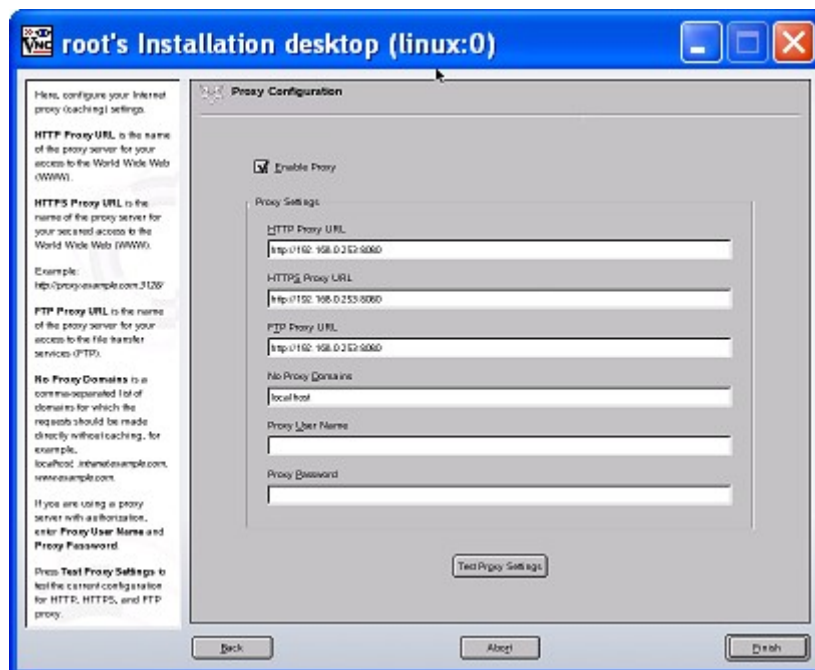 root's Installation desktop (linux:0)
Here, configure your Internet
proxy (caching) settings.
HTTP Proxy URL is the name
of the proxy server for your
access to the World Wide Web
(WWW).
HTTPS Proxy URL is the
name of the proxy server for
your secured access to the
World Wide Web (WWW).
Example:
http://proxy.example.com:3128/
FTP Proxy URL is the name
of the proxy server for your
access to the file transfer
services (FTP).
No Proxy Domains is a
comma-separated list of
domains for which the
requests should be made
directly without caching, for
example,
localhost, .intranet.example.com,
www.example.com.
If you are using a proxy
server with authorization,
enter Proxy User Name and
Proxy Password.
Press Test Proxy Settings to
test the current configuration
for HTTP, HTTPS, and FTP
proxy.
Proxy Configuration
Enable Proxy
Proxy Settings
HTTP Proxy URL
http://192.168.0.253:8080
HTTPS Proxy URL
http://192.168.0.253:8080
FTP Proxy URL
http://192.168.0.253:8080
No Proxy Domains
localhost
Proxy User Name
Proxy Password
Test Proxy Settings
Back
Abort
Finish